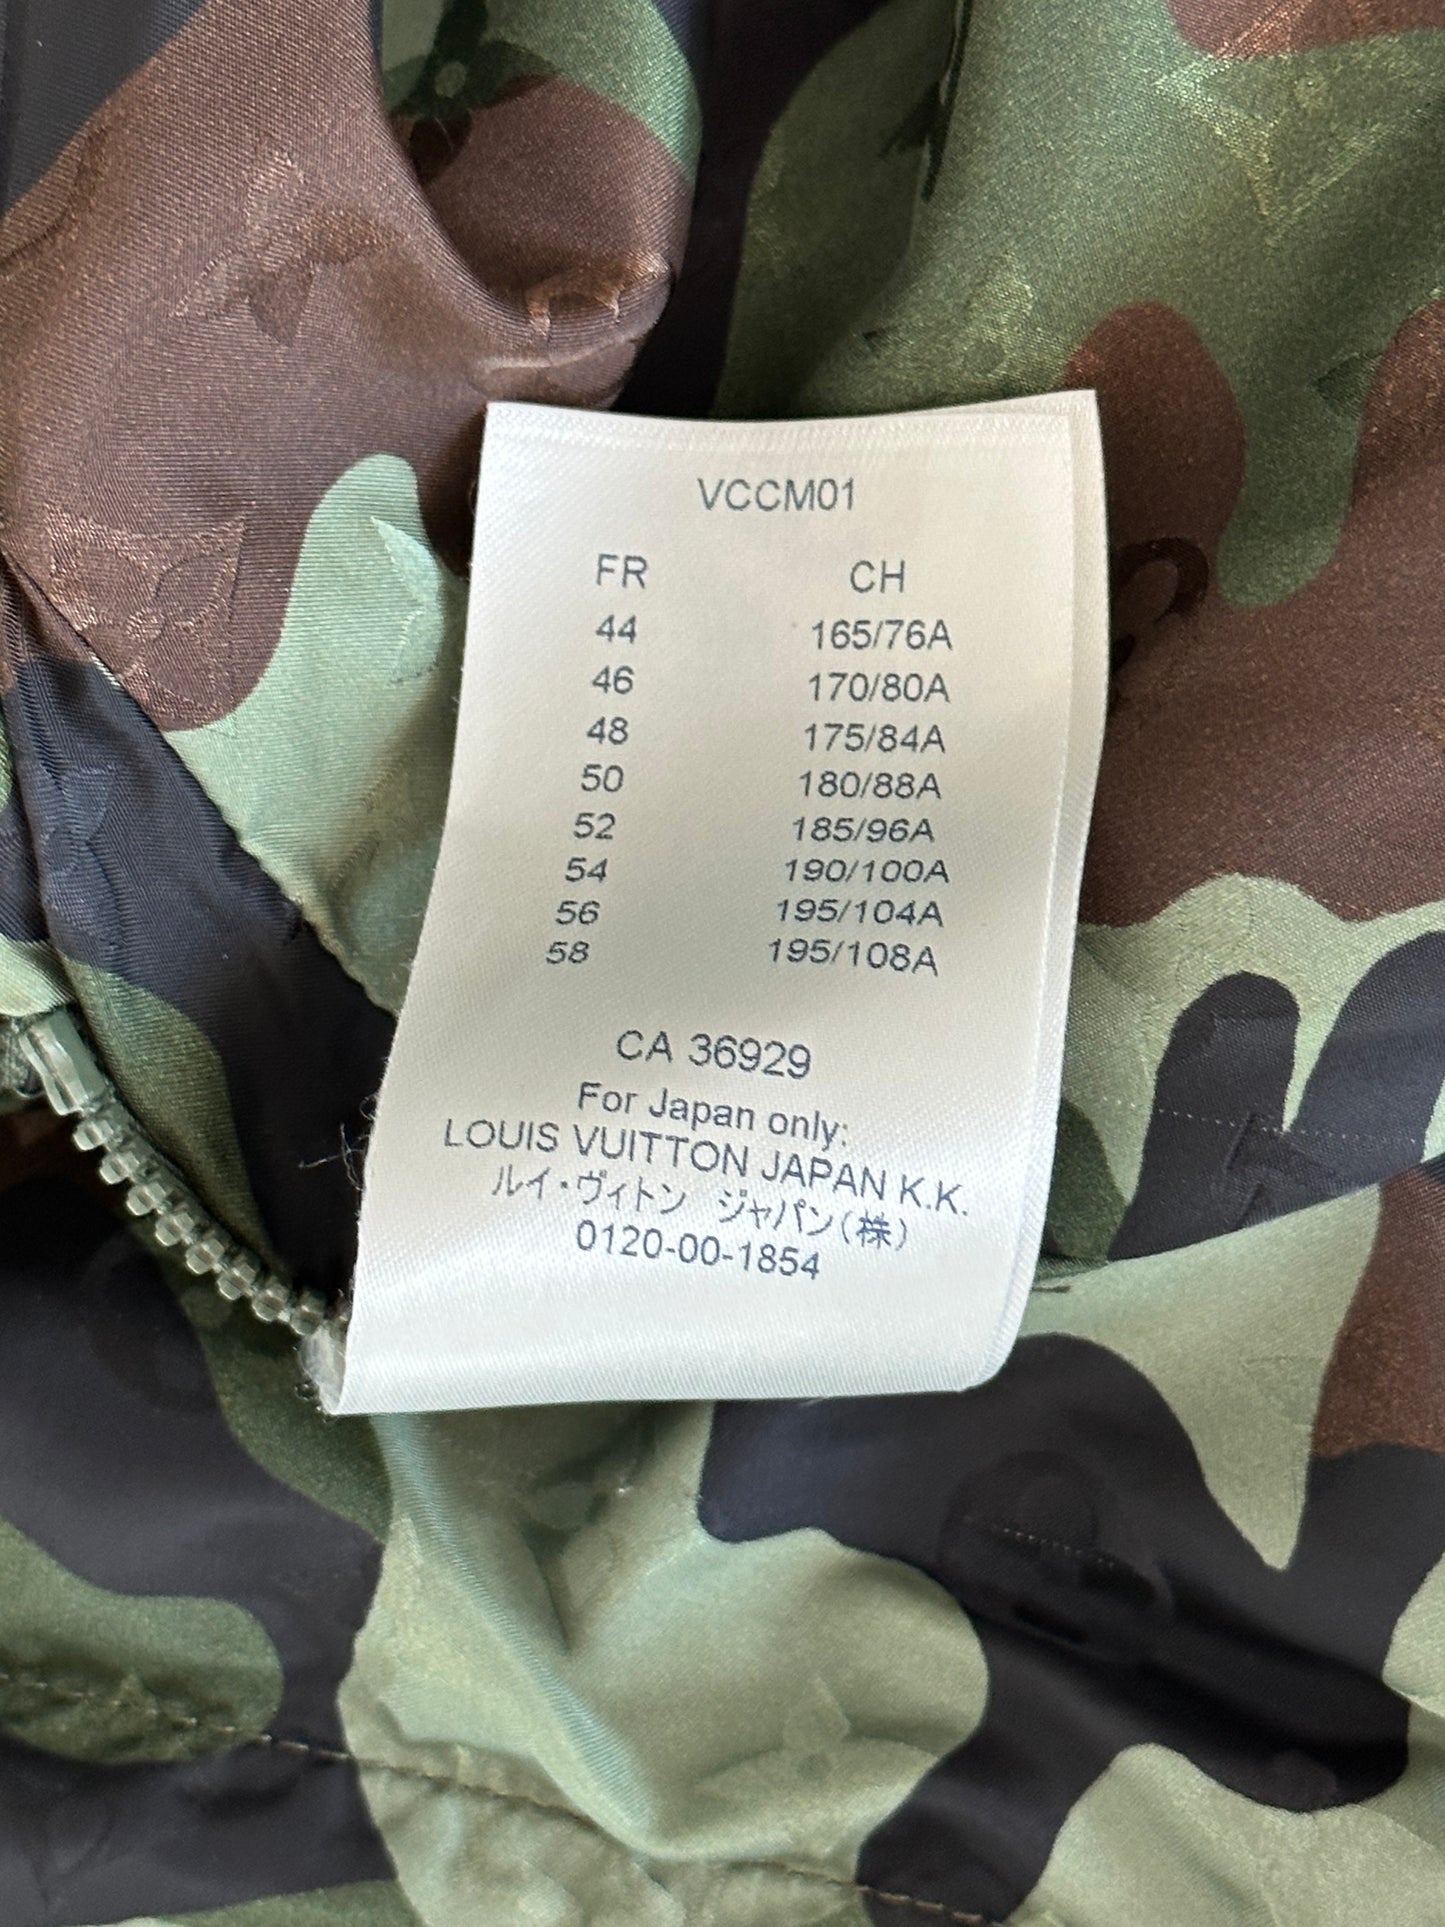 VCCM01
FR CH
44 165/76A
46 170/80A
48 175/84A
50 180/88A
52 185/96A
54 190/100A
56 195/104A
58 195/108A
CA 36929
For Japan only:
LOUIS VUITTON JAPAN K.K.
ルイ・ヴィトン ジャパン(株)
0120-00-1854